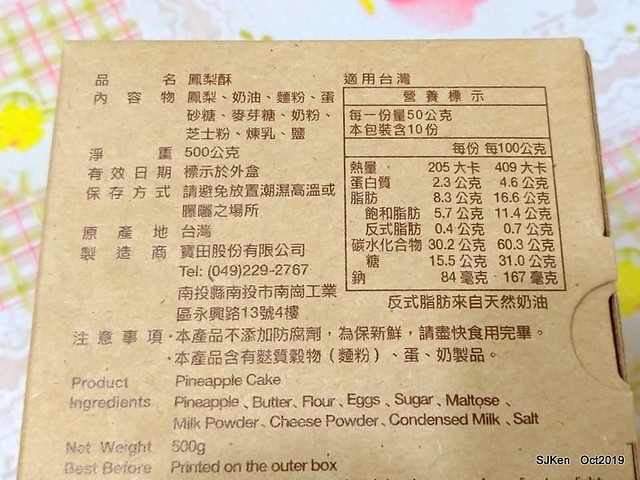 品名 鳳梨酥
內容物 鳳梨、奶油、麵粉、蛋
砂糖、麥芽糖、奶粉、
芝士粉、煉乳、鹽
淨重 500公克
有效日期 標示於外盒
保存方式 請避免放置潮濕高溫或
曝曬之場所
原產地 台灣
製造商 寶田股份有限公司
Tel: (049)229-2767
南投縣南投市南崗工業
區永興路13號4樓
適用台灣
營養標示
每一份量50公克
本包裝含10份
每份 每100公克
熱量 205 大卡 409 大卡
蛋白質 2.3 公克 4.6 公克
脂肪 8.3 公克 16.6 公克
飽和脂肪 5.7 公克 11.4 公克
反式脂肪 0.4 公克 0.7 公克
碳水化合物 30.2 公克 60.3 公克
糖 15.5 公克 31.0 公克
鈉 84 毫克 167 毫克
反式脂肪來自天然奶油
注意事項·本產品不添加防腐劑，為保新鮮，請盡快食用完畢。
·本產品含有麩質穀物（麵粉）、蛋、奶製品。
Product Pineapple Cake
Ingredients Pineapple、Butter、Flour、Eggs、Sugar、Maltose、
Milk Powder、Cheese Powder、Condensed Milk、Salt
Net Weight 500g
Best Before Printed on the outer box
SJKen Oct2019